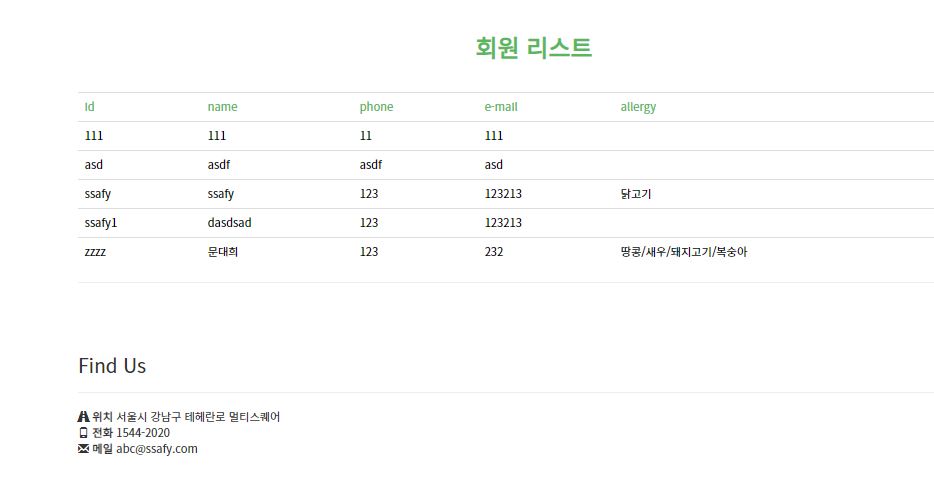 회원 리스트
id name phone e-mail allergy
111 111 11 111
asd asdf asdf asd
ssafy ssafy 123 123213 닭고기
ssafy1 dasdsad 123 123213
zzzz 문대희 123 232 땅콩/새우/돼지고기/복숭아
Find Us
위치 서울시 강남구 테헤란로 멀티스퀘어
전화 1544-2020
메일 abc@ssafy.com